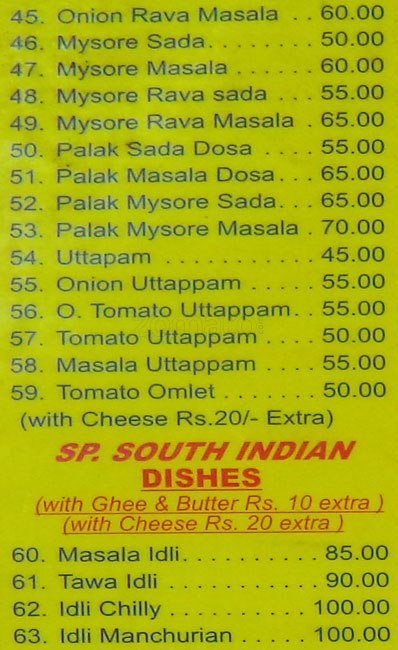 45. Onion Rava Masala .. 60.00
46. Mysore Sada........ 50.00
47. Mysore Masala ...... 60.00
48. Mysore Rava sada ... 55.00
49. Mysore Rava Masala . 65.00
50. Palak Sada Dosa .... 55.00
51. Palak Masala Dosa... 65.00
52. Palak Mysore Sada... 65.00
53. Palak Mysore Masala . 70.00
54. Uttapam ........... 45.00
55. Onion Uttappam ..... 55.00
56. O. Tomato Uttappam.. 55.00
57. Tomato Uttappam .... 50.00
58. Masala Uttappam .... 55.00
59. Tomato Omlet ....... 50.00
(with Cheese Rs.20/- Extra)
SP. SOUTH INDIAN
DISHES
(with Ghee & Butter Rs. 10 extra )
(with Cheese Rs. 20 extra )
60. Masala Idli.......... 85.00
61. Tawa Idli ........... 90.00
62. Idli Chilly .......... 100.00
63. Idli Manchurian ..... 100.00